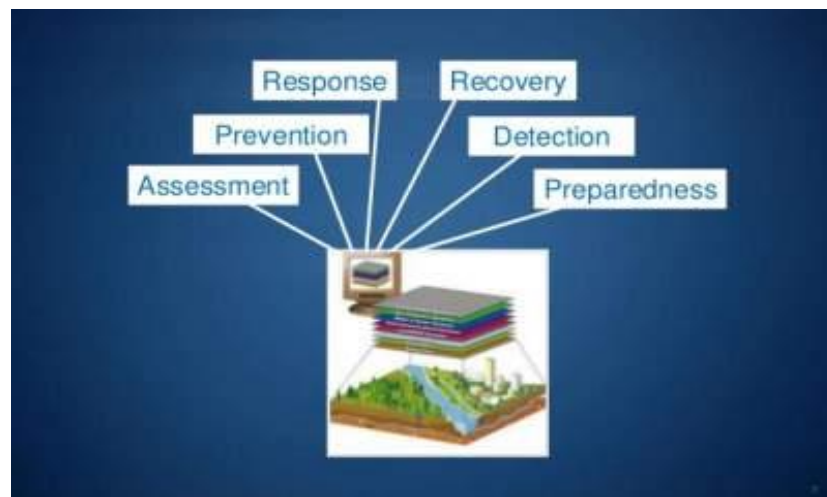 Response
Recovery
Prevention
Detection
Assessment
Preparedness